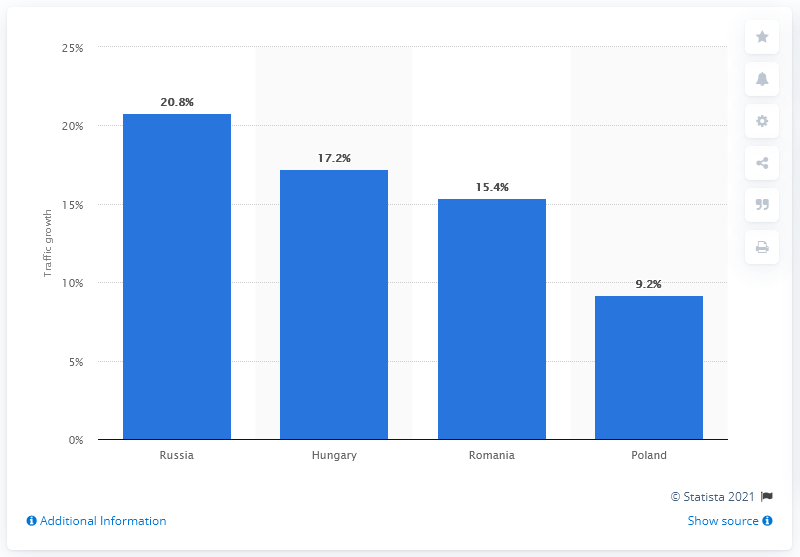 25%
20%
15%
10%
5%
0%
Traffic growth
20.8%
17.2%
15.4%
9.2%
Russia Hungary Romania Poland
© Statista 2021
Additional Information Show source